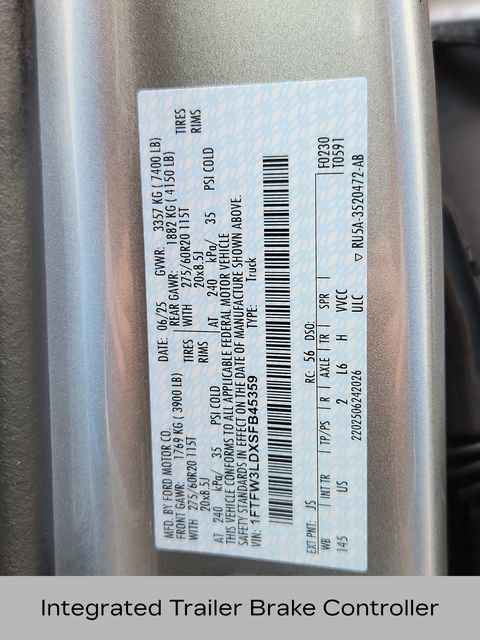 MFD. BY FORD MOTOR CO.
DATE: 06/25
GVWR: 3357 KG ( 7400 LB)
FRONT GAWR: 1769 KG ( 3900 LB)
REAR GAWR: 1882 KG ( 4150 LB)
WITH 275/60R20 115T TIRES
WITH 275/60R20 115T TIRES
20x8.5J RIMS
20x8.5J RIMS
AT 240 kPa/ 35 PSI COLD
AT 240 kPa/ 35 PSI COLD
THIS VEHICLE CONFORMS TO ALL APPLICABLE FEDERAL MOTOR VEHICLE
SAFETY STANDARDS IN EFFECT ON THE DATE OF MANUFACTURE SHOWN ABOVE.
VIN: 1FTFW3LDXSFB45359
TYPE: Truck
F0230
T0591
EXT PNT: JS RC: 56 DSO:
WB INT TR TP/PS R AXLE TR SPR
145 US 2 L6 H VVCC
ULC
2202506242026
▽ RU5A-3520472-AB
Integrated Trailer Brake Controller